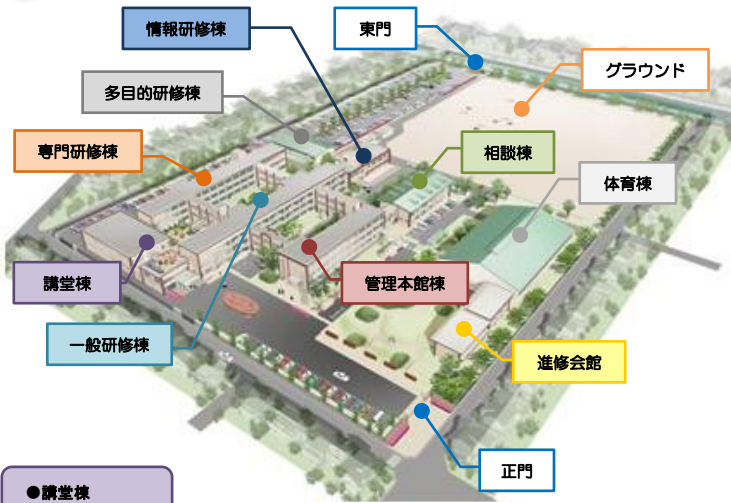 情報研修棟
東門
グラウンド
多目的研修棟
専門研修棟
相談棟
体育棟
講堂棟
管理本館棟
一般研修棟
進修会館
正門
●講堂棟